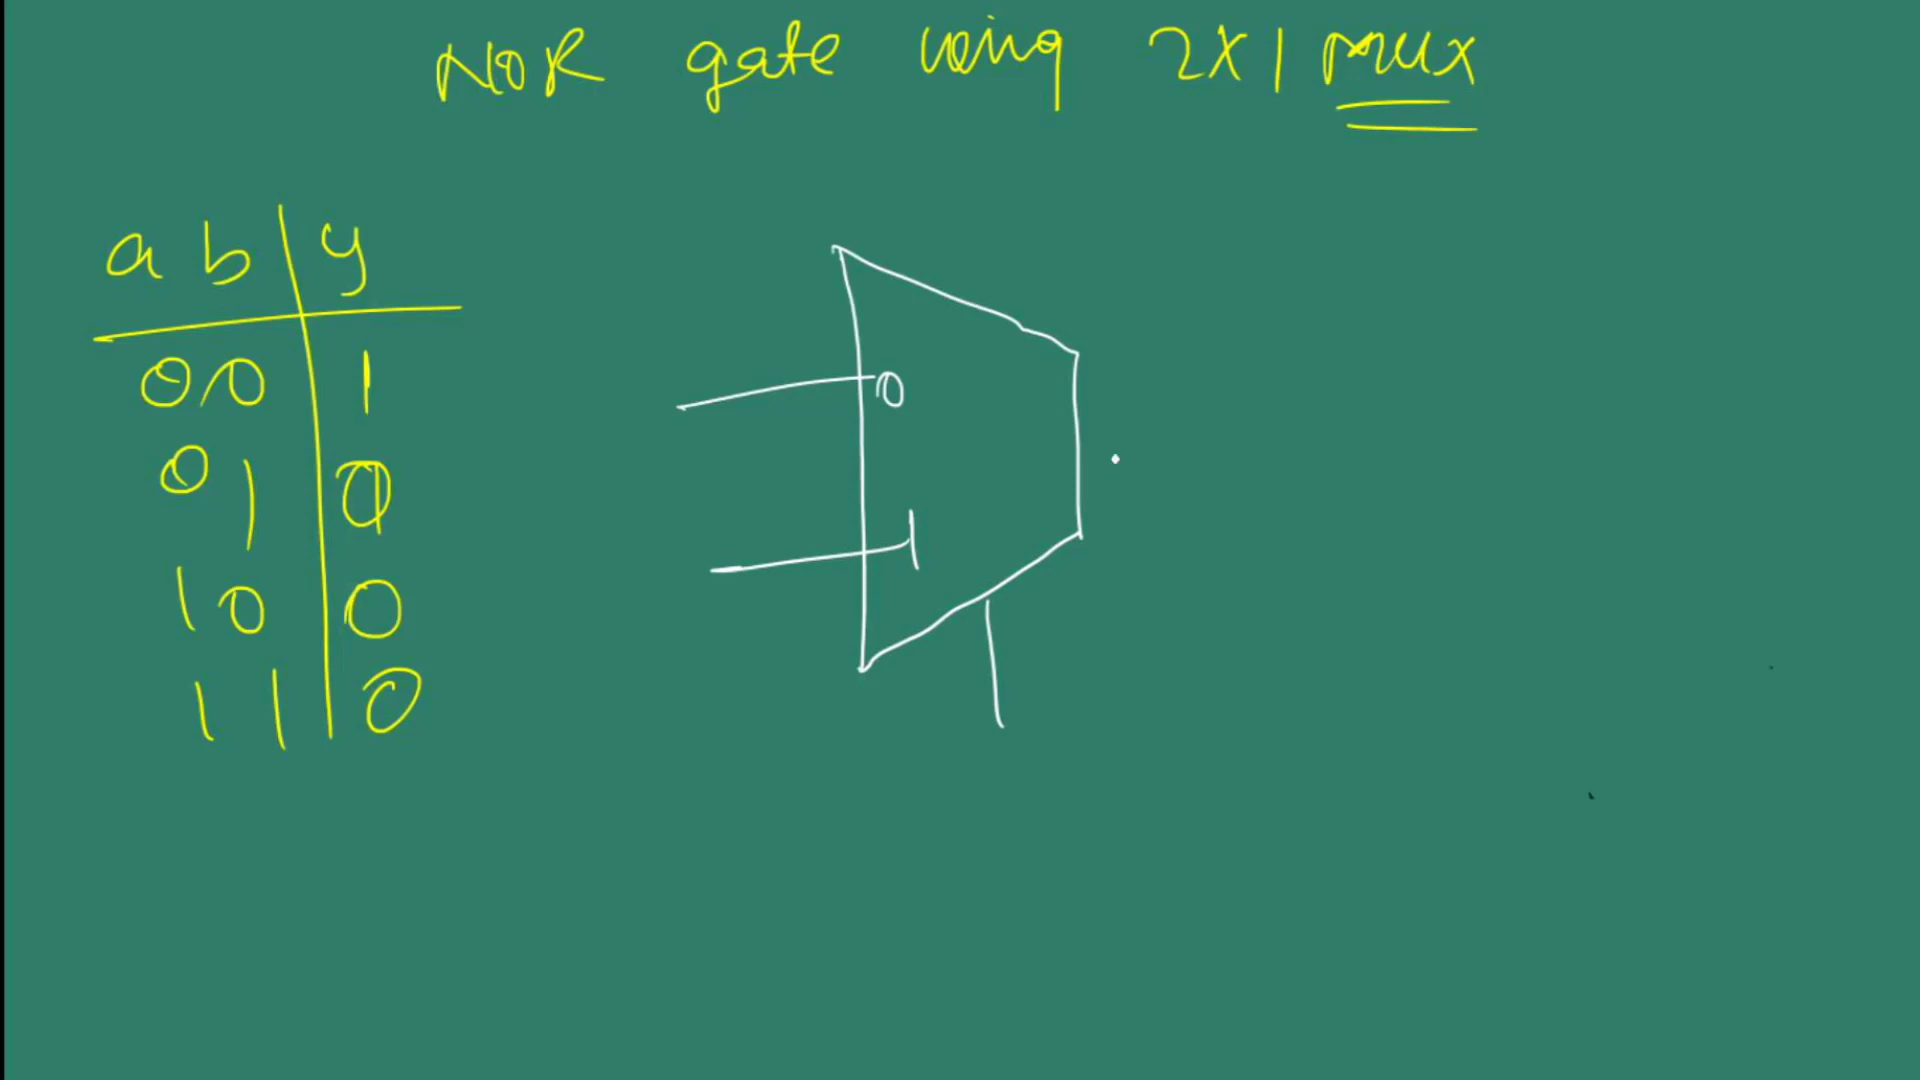 NOR gate using 2X1 MUX
a b y
0 0 1
0 1 0
1 0 0
1 1 0
0
1